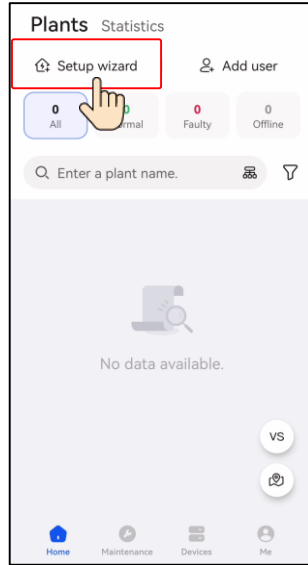 Plants Statistics
Setup wizard Add user
0 0 0
All Faulty Offline
Enter a plant name.
No data available.
VS
Home Maintenance Devices Me